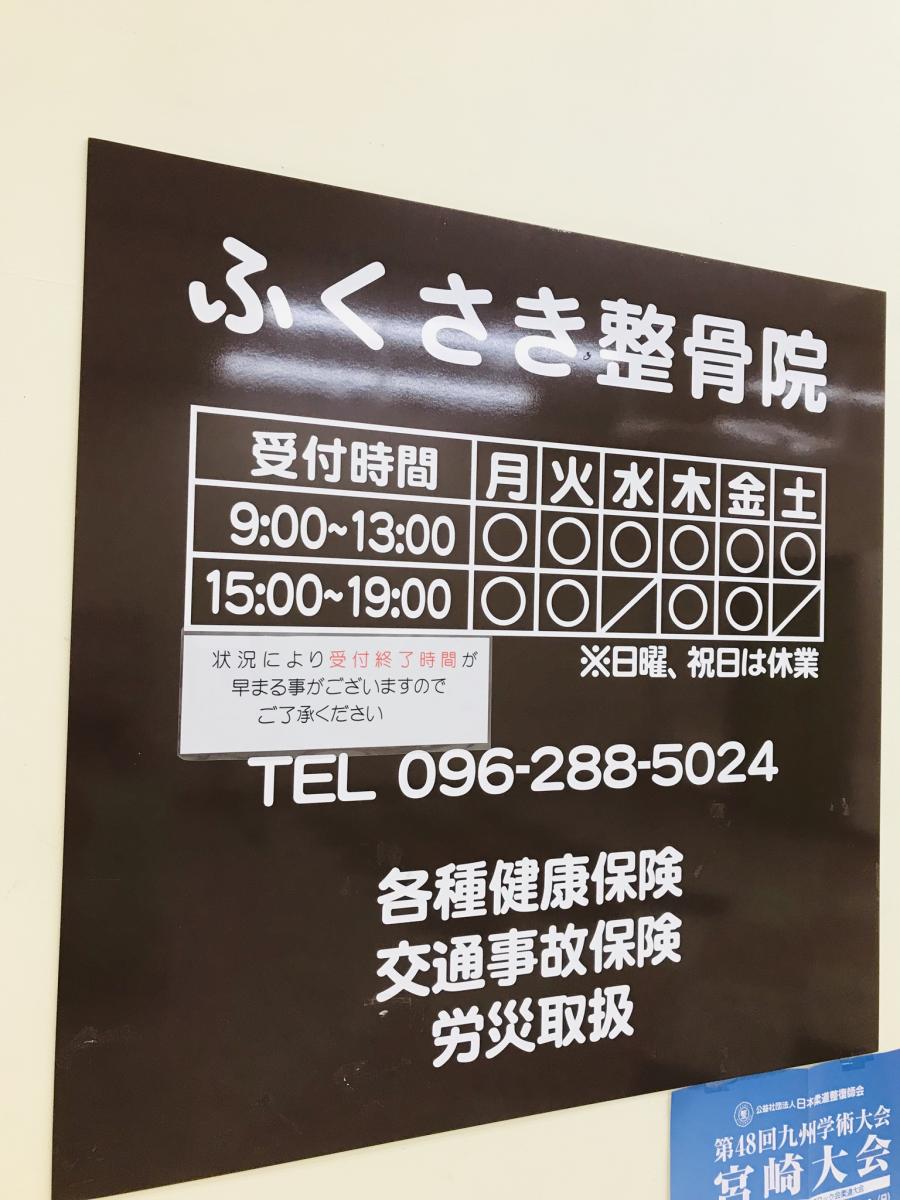 ふくさき整骨院
受付時間 月 火 水 木 金 土
9:00~13:00 ○ ○ ○ ○ ○ ○
15:00~19:00 ○ ○ / ○ ○ /
※日曜、祝日は休業
状況により受付終了時間が
早まる事がございますので
ご了承ください
TEL 096-288-5024
各種健康保険
交通事故保険
労災取扱
公益社団法人日本柔道整復師会
第48回九州学術大会
宮崎大会